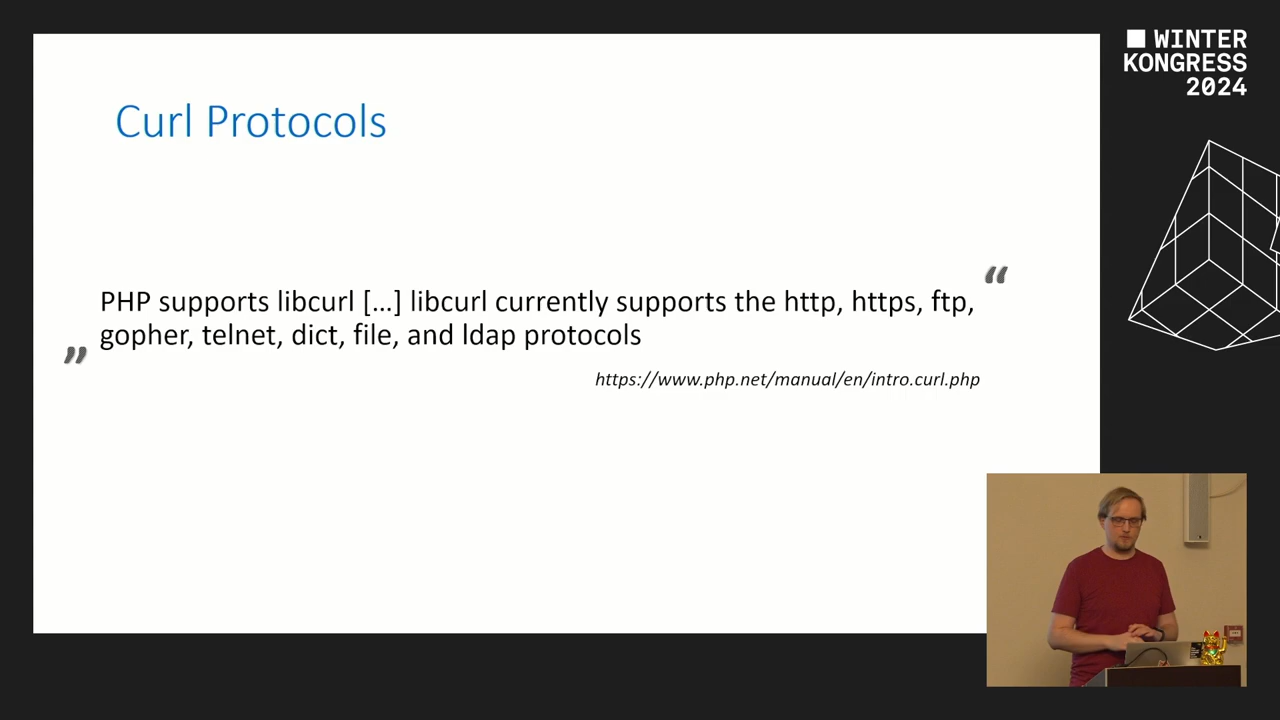 WINTER
KONGRESS
2024
Curl Protocols
“
PHP supports libcurl […] libcurl currently supports the http, https, ftp,
gopher, telnet, dict, file, and ldap protocols
”
https://www.php.net/manual/en/intro.curl.php